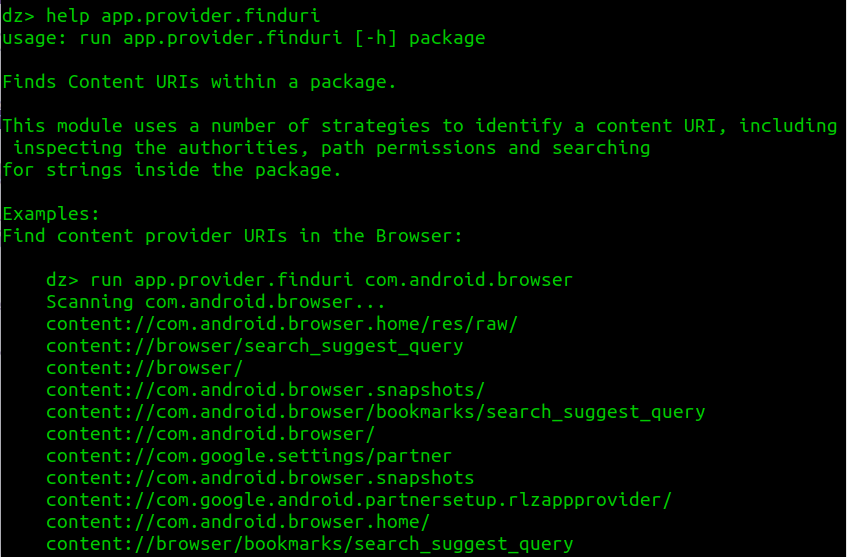 dz> help app.provider.finduri
usage: run app.provider.finduri [-h] package
Finds Content URIs within a package.
This module uses a number of strategies to identify a content URI, including
inspecting the authorities, path permissions and searching
for strings inside the package.
Examples:
Find content provider URIs in the Browser:
dz> run app.provider.finduri com.android.browser
Scanning com.android.browser...
content://com.android.browser.home/res/raw/
content://browser/search_suggest_query
content://browser/
content://com.android.browser.snapshots/
content://com.android.browser/bookmarks/search_suggest_query
content://com.android.browser/
content://com.google.settings/partner
content://com.android.browser.snapshots
content://com.google.android.partnersetup.rlzappprovider/
content://com.android.browser.home/
content://browser/bookmarks/search_suggest_query